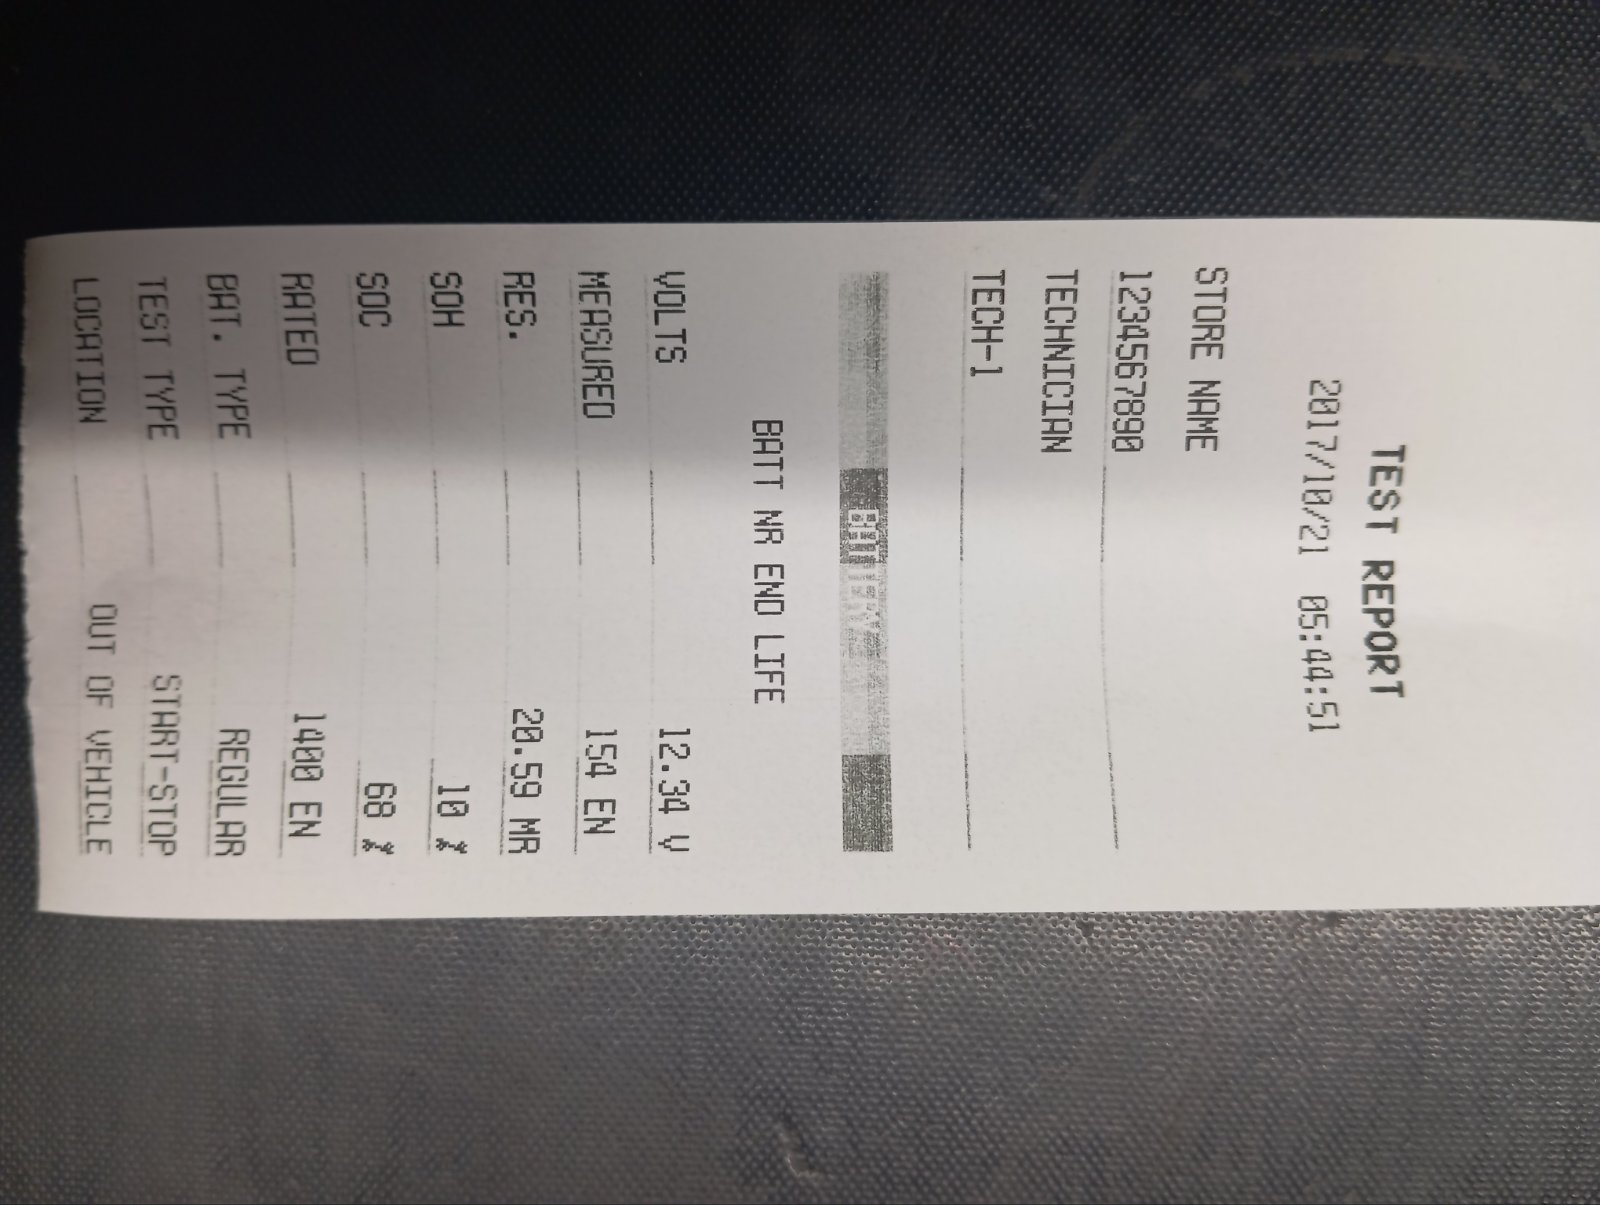 TEST REPORT
2017/10/21 05:44:51
STORE NAME
1234567890
TECHNICIAN
TECH-1
BATTERY
BATT NR END LIFE
VOLTS 12.34 V
MEASURED 154 EN
RES. 20.59 MR
SOH 10 %
SOC 68 %
RATED 1400 EN
BAT. TYPE REGULAR
TEST TYPE START-STOP
LOCATION OUT OF VEHICLE